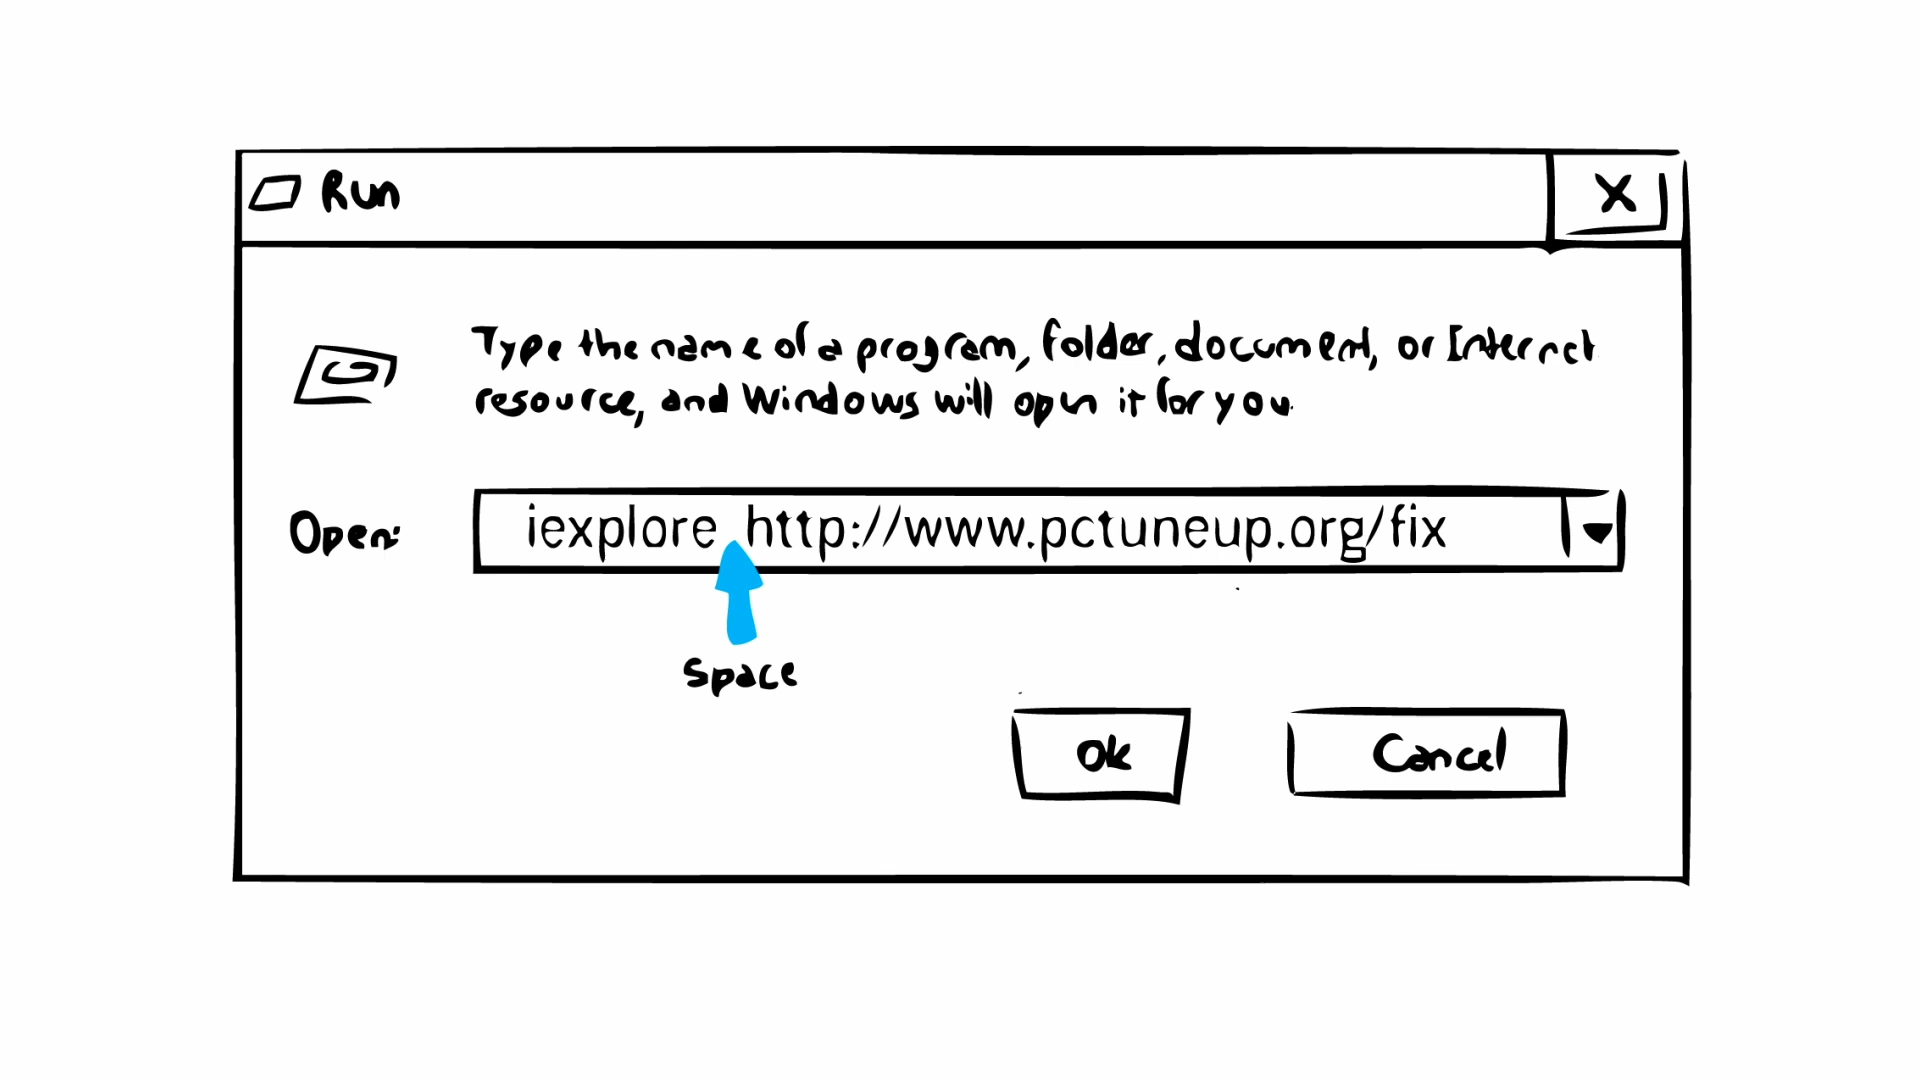 Run
X
Type the name of a program, folder, document, or Internet
resource, and Windows will open it for you.
Open:
iexplore http://www.pctuneup.org/fix
Space
Ok
Cancel